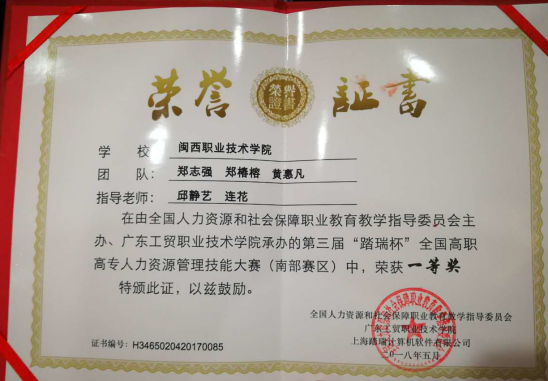 荣誉证書
榮譽
證書
学校：闽西职业技术学院
团队：郑志强 郑椿榕 黄惠凡
指导老师：邱静艺 连花
在由全国人力资源和社会保障职业教育教学指导委员会主
办、广东工贸职业技术学院承办的第三届“踏瑞杯”全国高职
高专人力资源管理技能大赛（南部赛区）中，荣获一等奖
特颁此证，以兹鼓励。
全国人力资源和社会保障职业教育教学指导委员会
广东工贸职业技术学院
上海踏瑞计算机软件有限公司
二〇一八年五月
证书编号：H3465020420170085